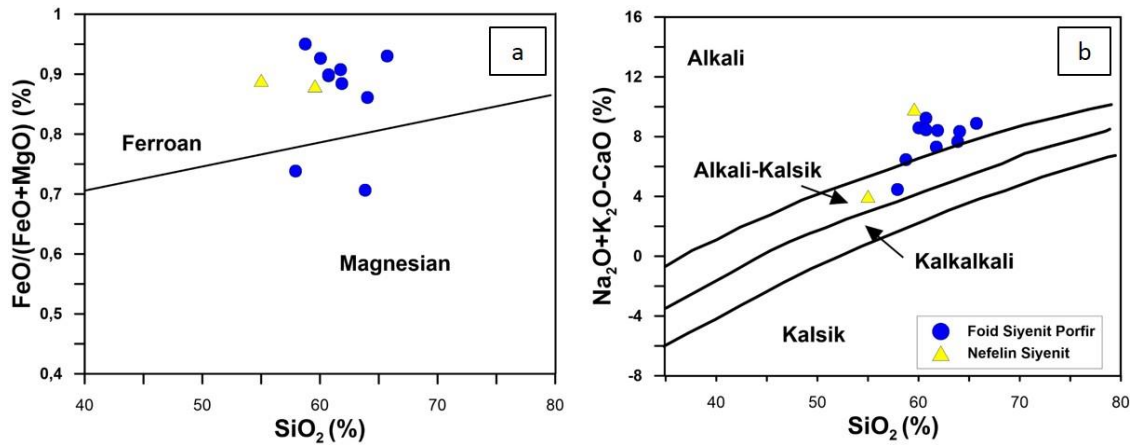 a
FeO/(FeO+MgO) (%)
1
0,9
0,8
0,7
0,6
0,5
0,4
Ferroan
Magnesian
40
50
60
70
80
SiO₂ (%)
b
Na₂O+K₂O-CaO (%)
16
12
8
4
0
-4
-8
Alkali
Alkali-Kalsik
Kalkalkali
Kalsik
Foid Siyenit Porfir
Nefelin Siyenit
40
50
60
70
80
SiO₂ (%)